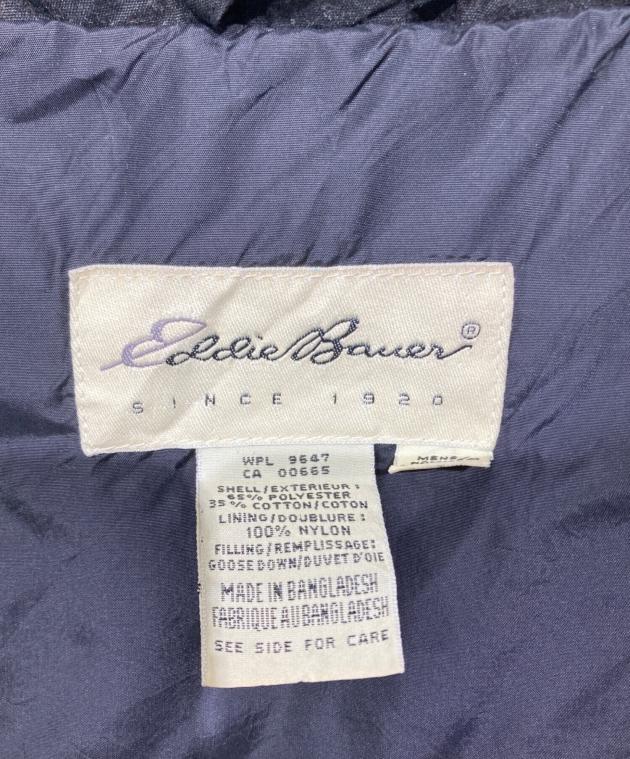 Eddie Bauer®
SINCE 1920
MENS
WPL 9647
CA 00665
SHELL/EXTERIEUR:
65% POLYESTER
35% COTTON/COTON
LINING/DOUBLURE:
100% NYLON
FILLING/REMPLISSAGE:
GOOSE DOWN/DUVET D'OIE
MADE IN BANGLADESH
FABRIQUE AU BANGLADESH
SEE SIDE FOR CARE